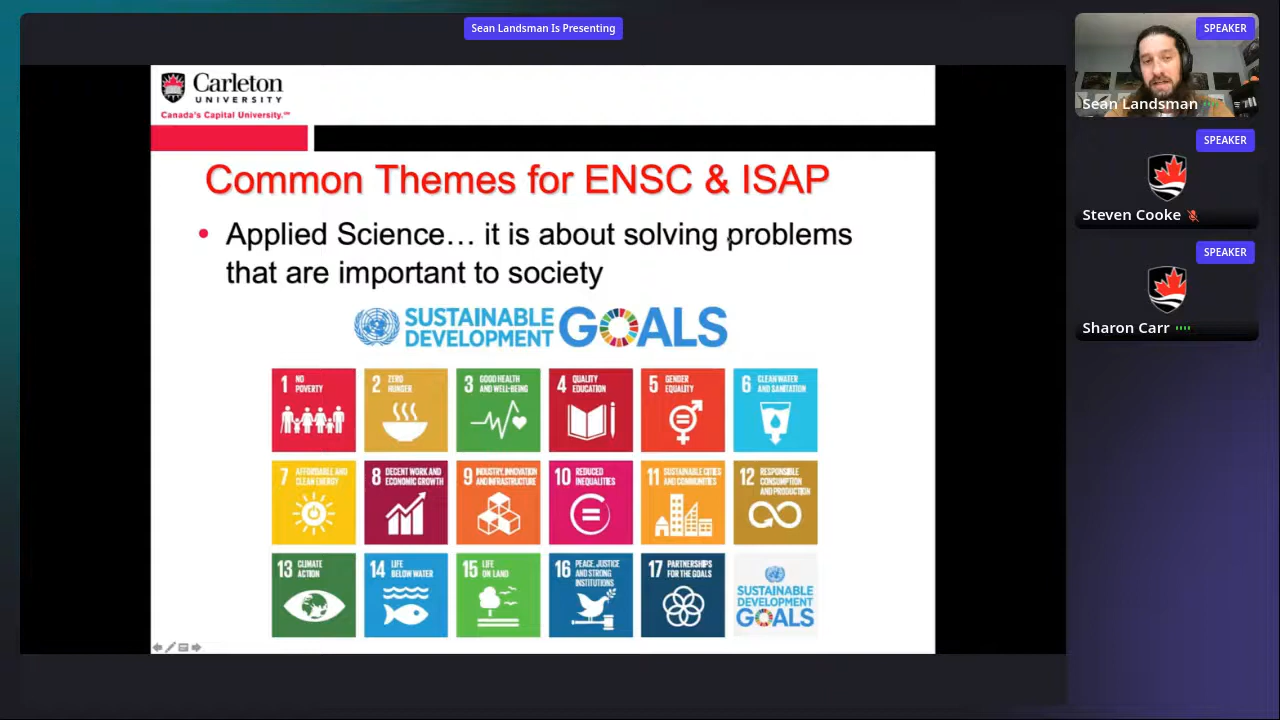 Sean Landsman Is Presenting
Carleton
UNIVERSITY
Canada's Capital University.℠
Common Themes for ENSC & ISAP
• Applied Science… it is about solving problems
that are important to society
SUSTAINABLE
DEVELOPMENT
GOALS
1 NO
POVERTY
2 ZERO
HUNGER
3 GOOD HEALTH
AND WELL-BEING
4 QUALITY
EDUCATION
5 GENDER
EQUALITY
6 CLEAN WATER
AND SANITATION
7 AFFORDABLE AND
CLEAN ENERGY
8 DECENT WORK AND
ECONOMIC GROWTH
9 INDUSTRY, INNOVATION
AND INFRASTRUCTURE
10 REDUCED
INEQUALITIES
11 SUSTAINABLE CITIES
AND COMMUNITIES
12 RESPONSIBLE
CONSUMPTION
AND PRODUCTION
13 CLIMATE
ACTION
14 LIFE
BELOW WATER
15 LIFE
ON LAND
16 PEACE, JUSTICE
AND STRONG
INSTITUTIONS
17 PARTNERSHIPS
FOR THE GOALS
SUSTAINABLE
DEVELOPMENT
GOALS
SPEAKER
Sean Landsman
SPEAKER
Steven Cooke
SPEAKER
Sharon Carr